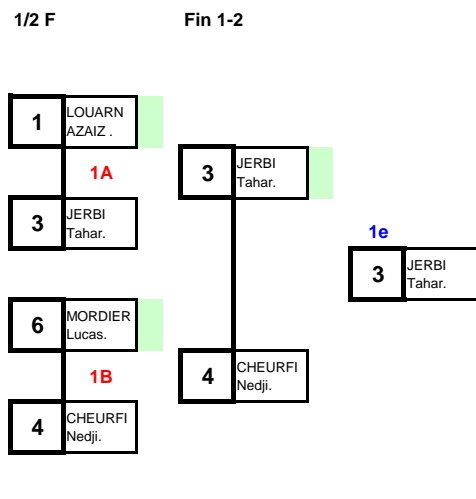 1/2 F
Fin 1-2
1
LOUARN
AZAIZ .
1A
3
JERBI
Tahar.
6
MORDIER
Lucas.
1B
4
CHEURFI
Nedji.
3
JERBI
Tahar.
4
CHEURFI
Nedji.
1e
3
JERBI
Tahar.